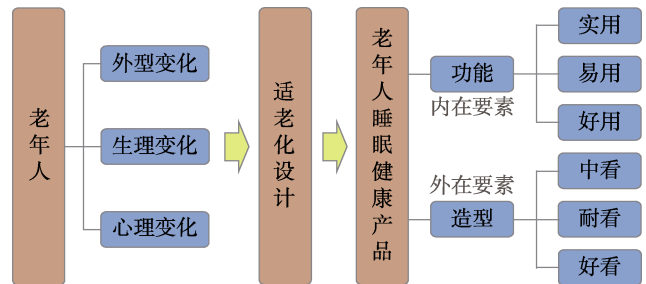 老年人
外型变化
生理变化
心理变化
适老化设计
老年人睡眠健康产品
功能
内在要素
实用
易用
好用
外在要素
造型
中看
耐看
好看